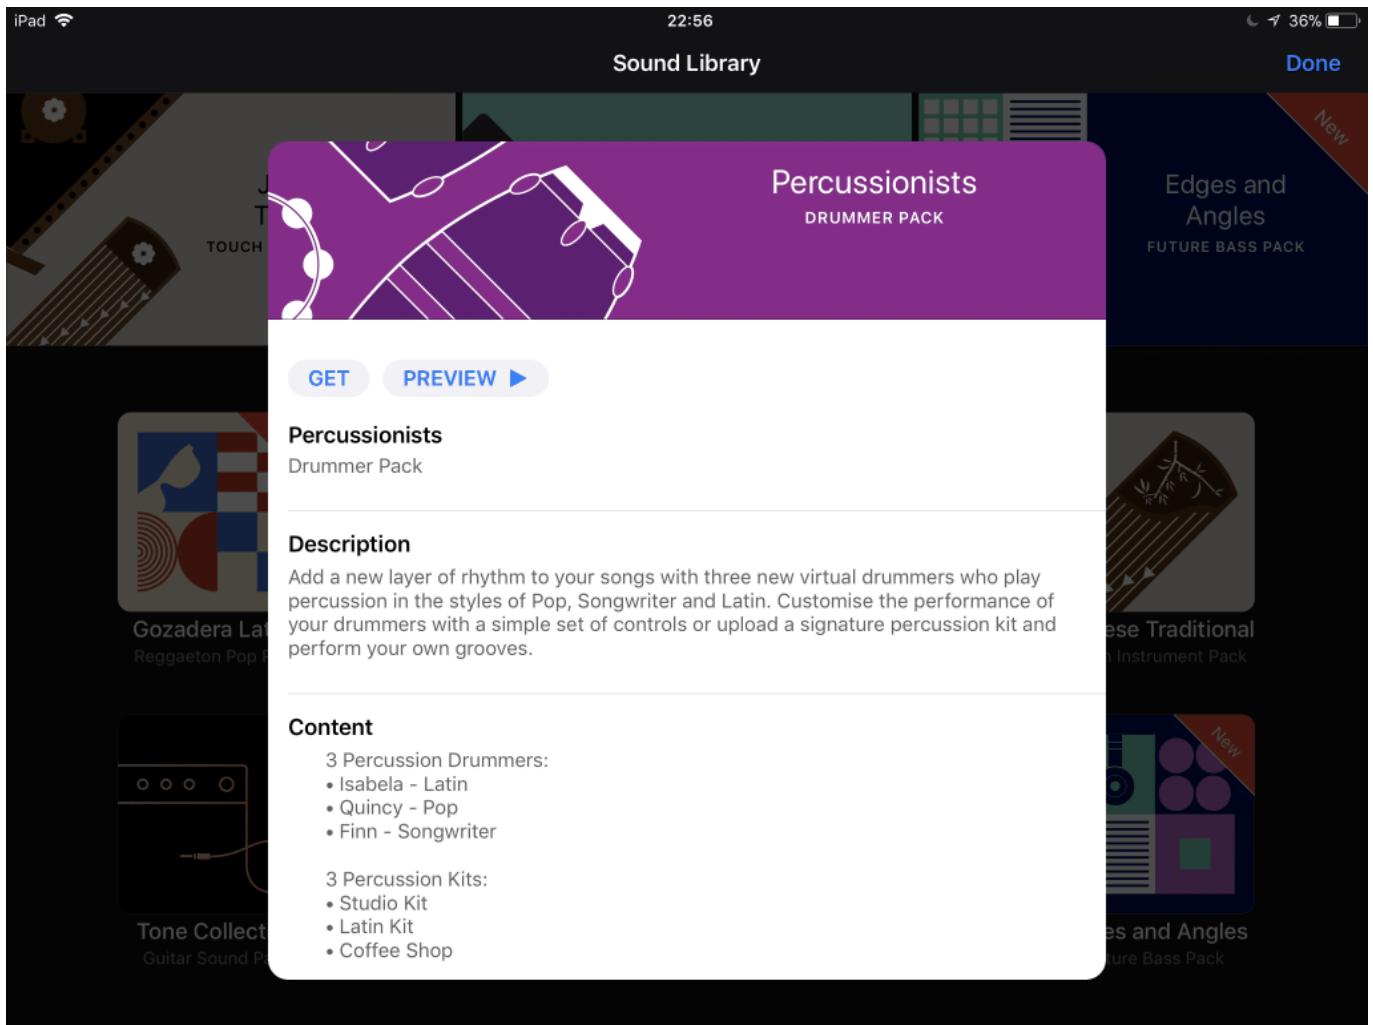 iPad
22:56
36%
Sound Library
Done
New
Percussionists
DRUMMER PACK
TOUCH
Edges and
Angles
FUTURE BASS PACK
GET
PREVIEW
Percussionists
Drummer Pack
Description
Add a new layer of rhythm to your songs with three new virtual drummers who play
percussion in the styles of Pop, Songwriter and Latin. Customise the performance of
your drummers with a simple set of controls or upload a signature percussion kit and
perform your own grooves.
Gozadera Lat
Reggaeton Pop P
ese Traditional
Instrument Pack
Content
3 Percussion Drummers:
• Isabela - Latin
• Quincy - Pop
• Finn - Songwriter
3 Percussion Kits:
• Studio Kit
• Latin Kit
• Coffee Shop
New
Tone Collect
Guitar Sound Pa
es and Angles
ture Bass Pack